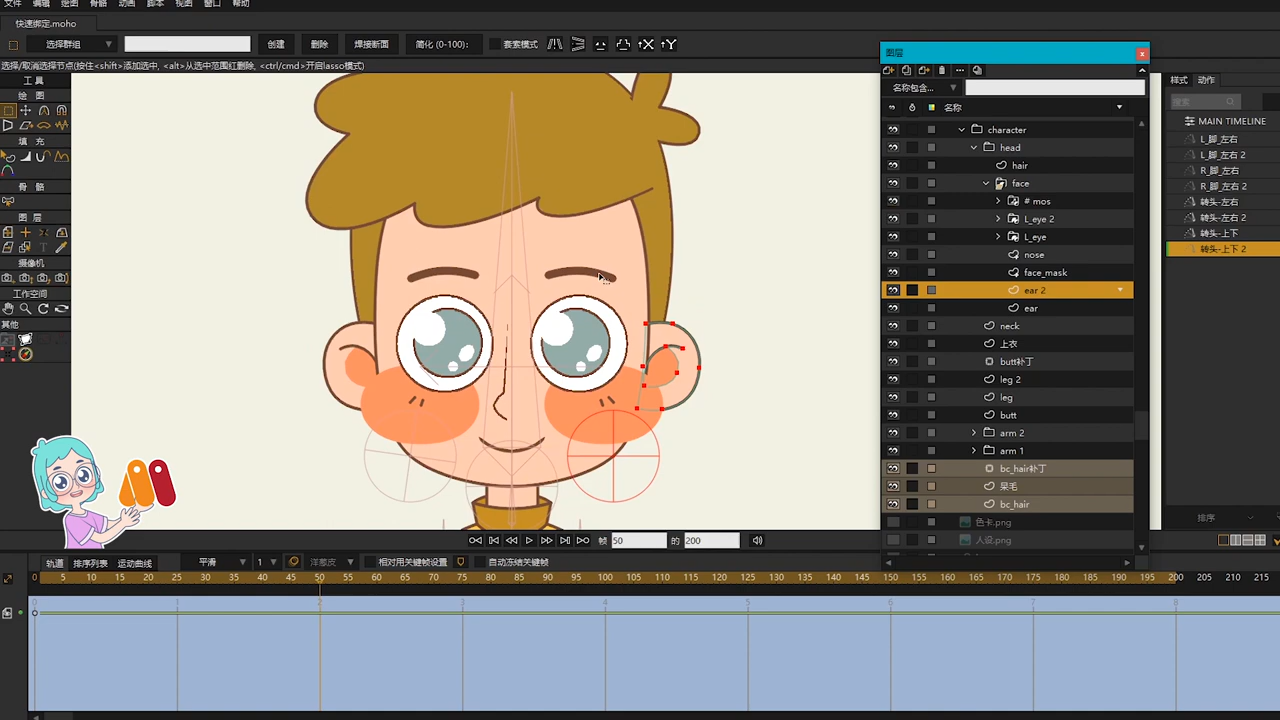 文件 编辑 绘图 骨骼 动画 脚本 视图 窗口 帮助
快速绑定.moho
选择群组 创建 删除 焊接断面 简化 (0-100): 套索模式
选择/取消选择节点(按住<shift>添加选中, <alt>从选中范围红删除, <ctrl/cmd>开启lasso模式)
工具
绘 图
填 充
骨 骼
图 层
T
摄像机
工作空间
其他
图层
名称包含...
名称
character
head
hair
face
# mos
L_eye 2
L_eye
nose
face_mask
ear 2
ear
neck
上衣
butt补丁
leg 2
leg
butt
arm 2
arm 1
bc_hair补丁
呆毛
bc_hair
色卡.png
人设.png
样式 动作
搜索
MAIN TIMELINE
L_脚_左右
L_脚_左右 2
R_脚_左右
R_脚_左右 2
转头-左右
转头-左右 2
转头-上下
转头-上下 2
排序
帧 50 的 200
轨道 排序列表 运动曲线 平滑 1 洋葱皮 相对用关键帧设置 自动冻结关键帧
0 5 10 15 20 25 30 35 40 45 50 55 60 65 70 75 80 85 90 95 100 105 110 115 120 125 130 135 140 145 150 155 160 165 170 175 180 185 190 195 200 205 210 215
0 1 2 3 4 5 6 7 8